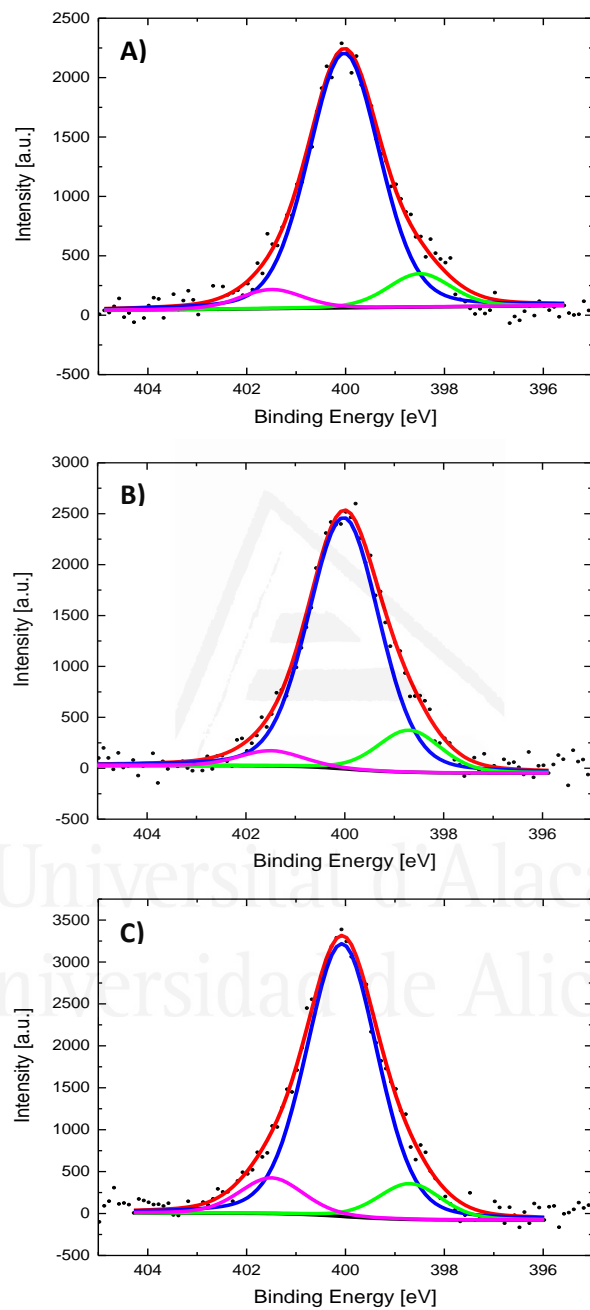 A)
2500
2000
1500
1000
500
0
-500
Intensity [a.u.]
404 402 400 398 396
Binding Energy [eV]
B)
3000
2500
2000
1500
1000
500
0
-500
Intensity [a.u.]
404 402 400 398 396
Binding Energy [eV]
Universitat d'Alaca
C)
3500
3000
2500
2000
1500
1000
500
0
-500
Intensity [a.u.]
niversidad de Alic
404 402 400 398 396
Binding Energy [eV]